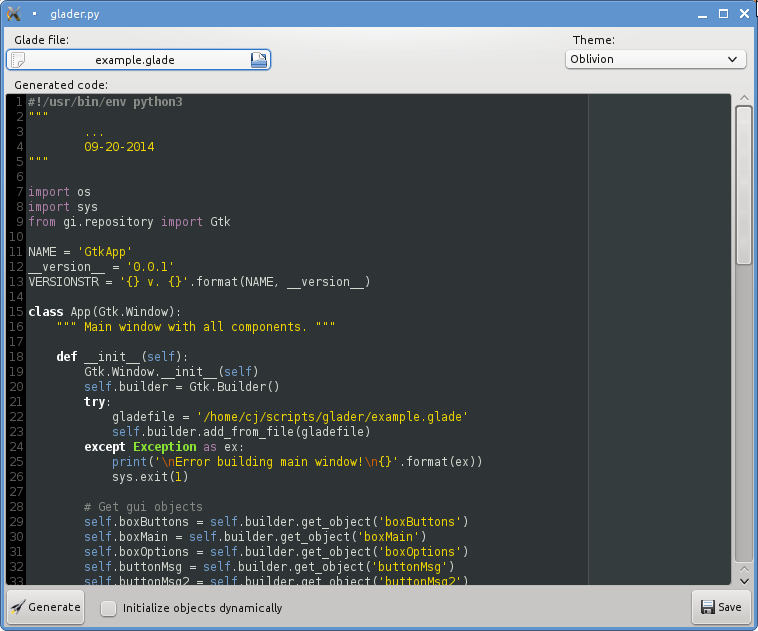 glader.py
Glade file:
Theme:
example.glade
Oblivion
Generated code:
1 #!/usr/bin/env python3
2 """
3         ...
4         09-20-2014
5 """
6
7 import os
8 import sys
9 from gi.repository import Gtk
10
11 NAME = 'GtkApp'
12 __version__ = '0.0.1'
13 VERSIONSTR = '{} v. {}'.format(NAME, __version__)
14
15 class App(Gtk.Window):
16     """ Main window with all components. """
17
18     def __init__(self):
19         Gtk.Window.__init__(self)
20         self.builder = Gtk.Builder()
21         try:
22             gladefile = '/home/cj/scripts/glader/example.glade'
23             self.builder.add_from_file(gladefile)
24         except Exception as ex:
25             print('\nError building main window!\n{}'.format(ex))
26             sys.exit(1)
27
28         # Get gui objects
29         self.boxButtons = self.builder.get_object('boxButtons')
30         self.boxMain = self.builder.get_object('boxMain')
31         self.boxOptions = self.builder.get_object('boxOptions')
32         self.buttonMsg = self.builder.get_object('buttonMsg')
33         self.buttonMsg2 = self.builder.get_object('buttonMsg2')
Generate
Initialize objects dynamically
Save